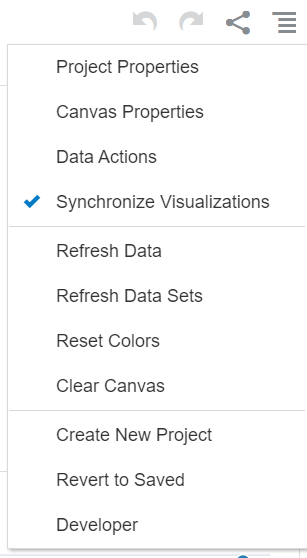 Project Properties
Canvas Properties
Data Actions
Synchronize Visualizations
Refresh Data
Refresh Data Sets
Reset Colors
Clear Canvas
Create New Project
Revert to Saved
Developer